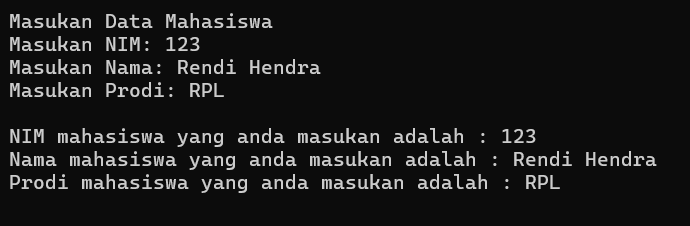 Masukan Data Mahasiswa
Masukan NIM: 123
Masukan Nama: Rendi Hendra
Masukan Prodi: RPL
NIM mahasiswa yang anda masukan adalah : 123
Nama mahasiswa yang anda masukan adalah : Rendi Hendra
Prodi mahasiswa yang anda masukan adalah : RPL